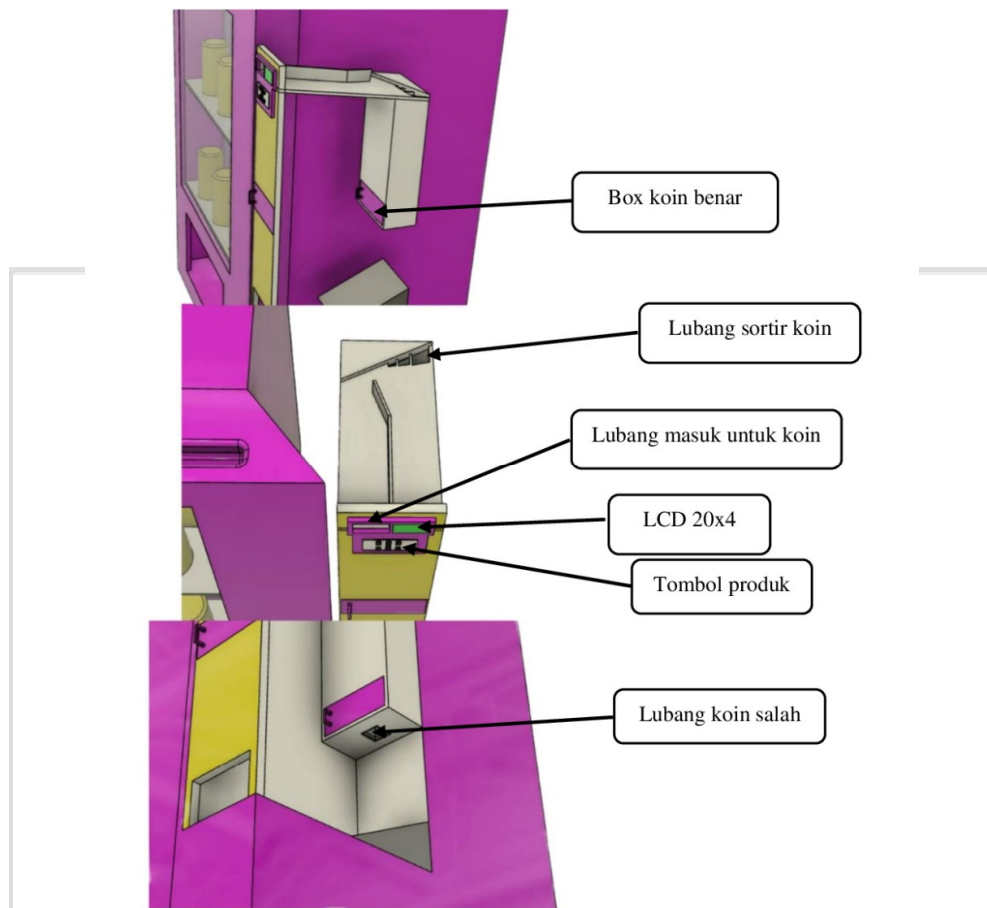 Box koin benar
Lubang sortir koin
Lubang masuk untuk koin
LCD 20x4
Tombol produk
Lubang koin salah